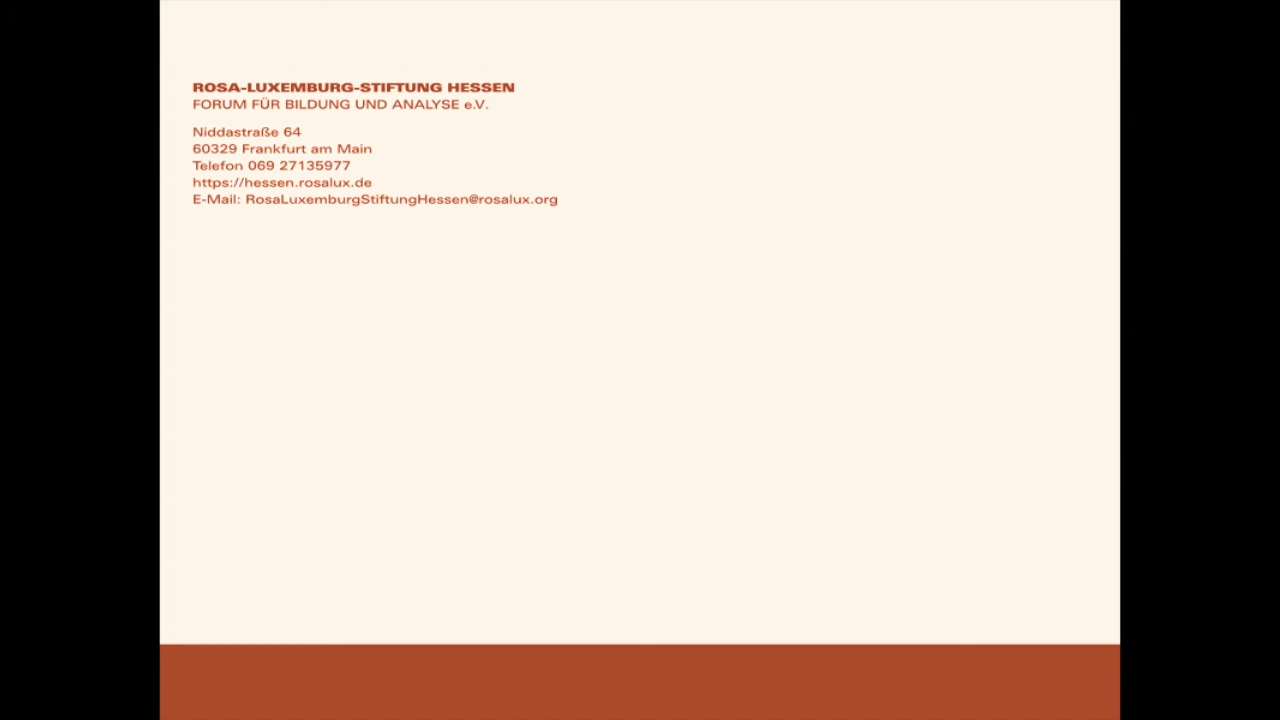 ROSA-LUXEMBURG-STIFTUNG HESSEN
FORUM FÜR BILDUNG UND ANALYSE e.V.
Niddastraße 64
60329 Frankfurt am Main
Telefon 069 27135977
https://hessen.rosalux.de
E-Mail: RosaLuxemburgStiftungHessen@rosalux.org